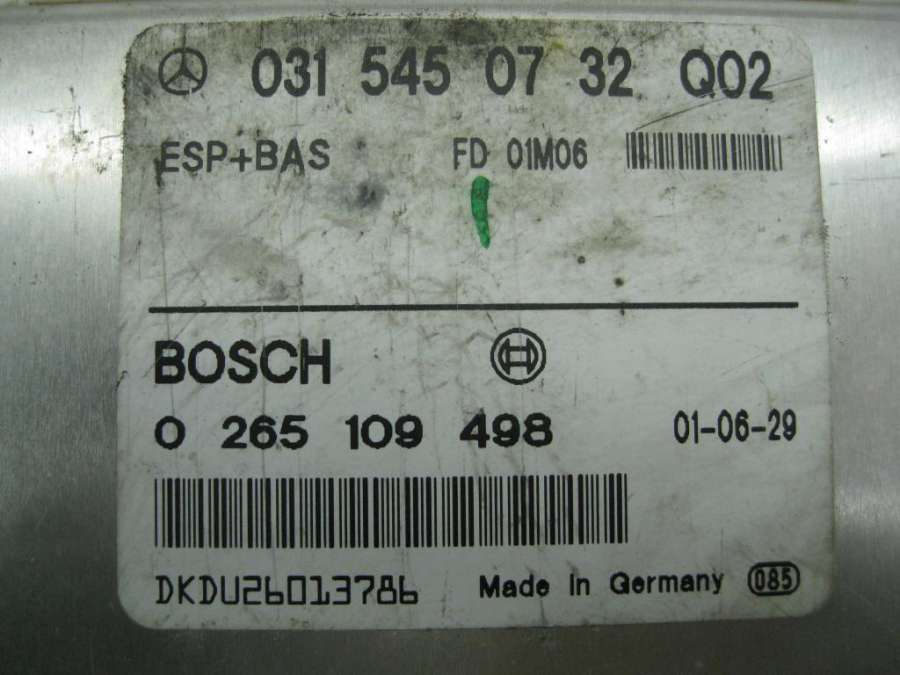 031 545 07 32 Q02
ESP+BAS FD 01M06
BOSCH
0 265 109 498 01-06-29
DKDU26013786 Made In Germany 085